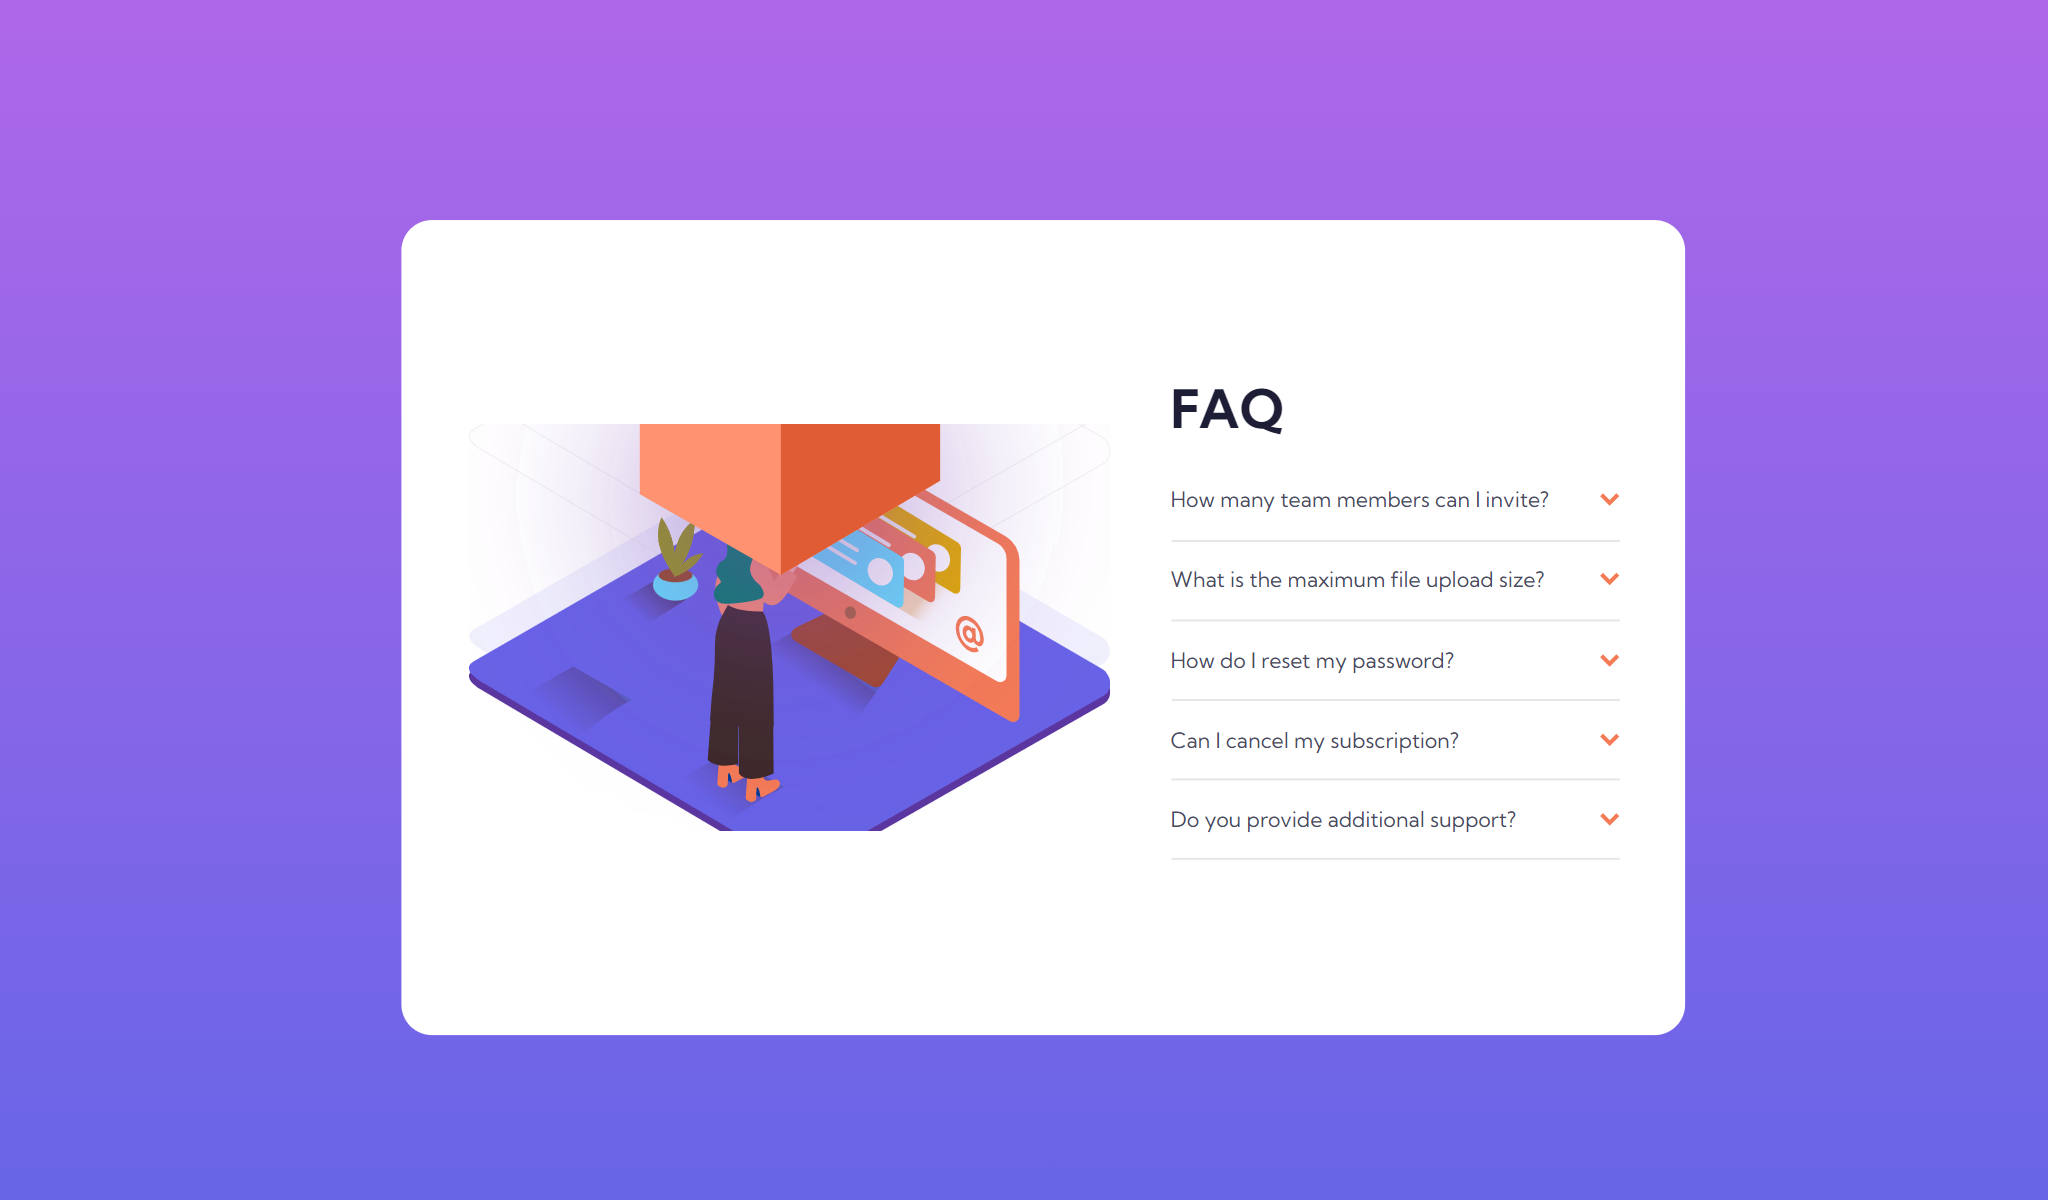 FAQ
How many team members can I invite?
What is the maximum file upload size?
How do I reset my password?
Can I cancel my subscription?
Do you provide additional support?
@